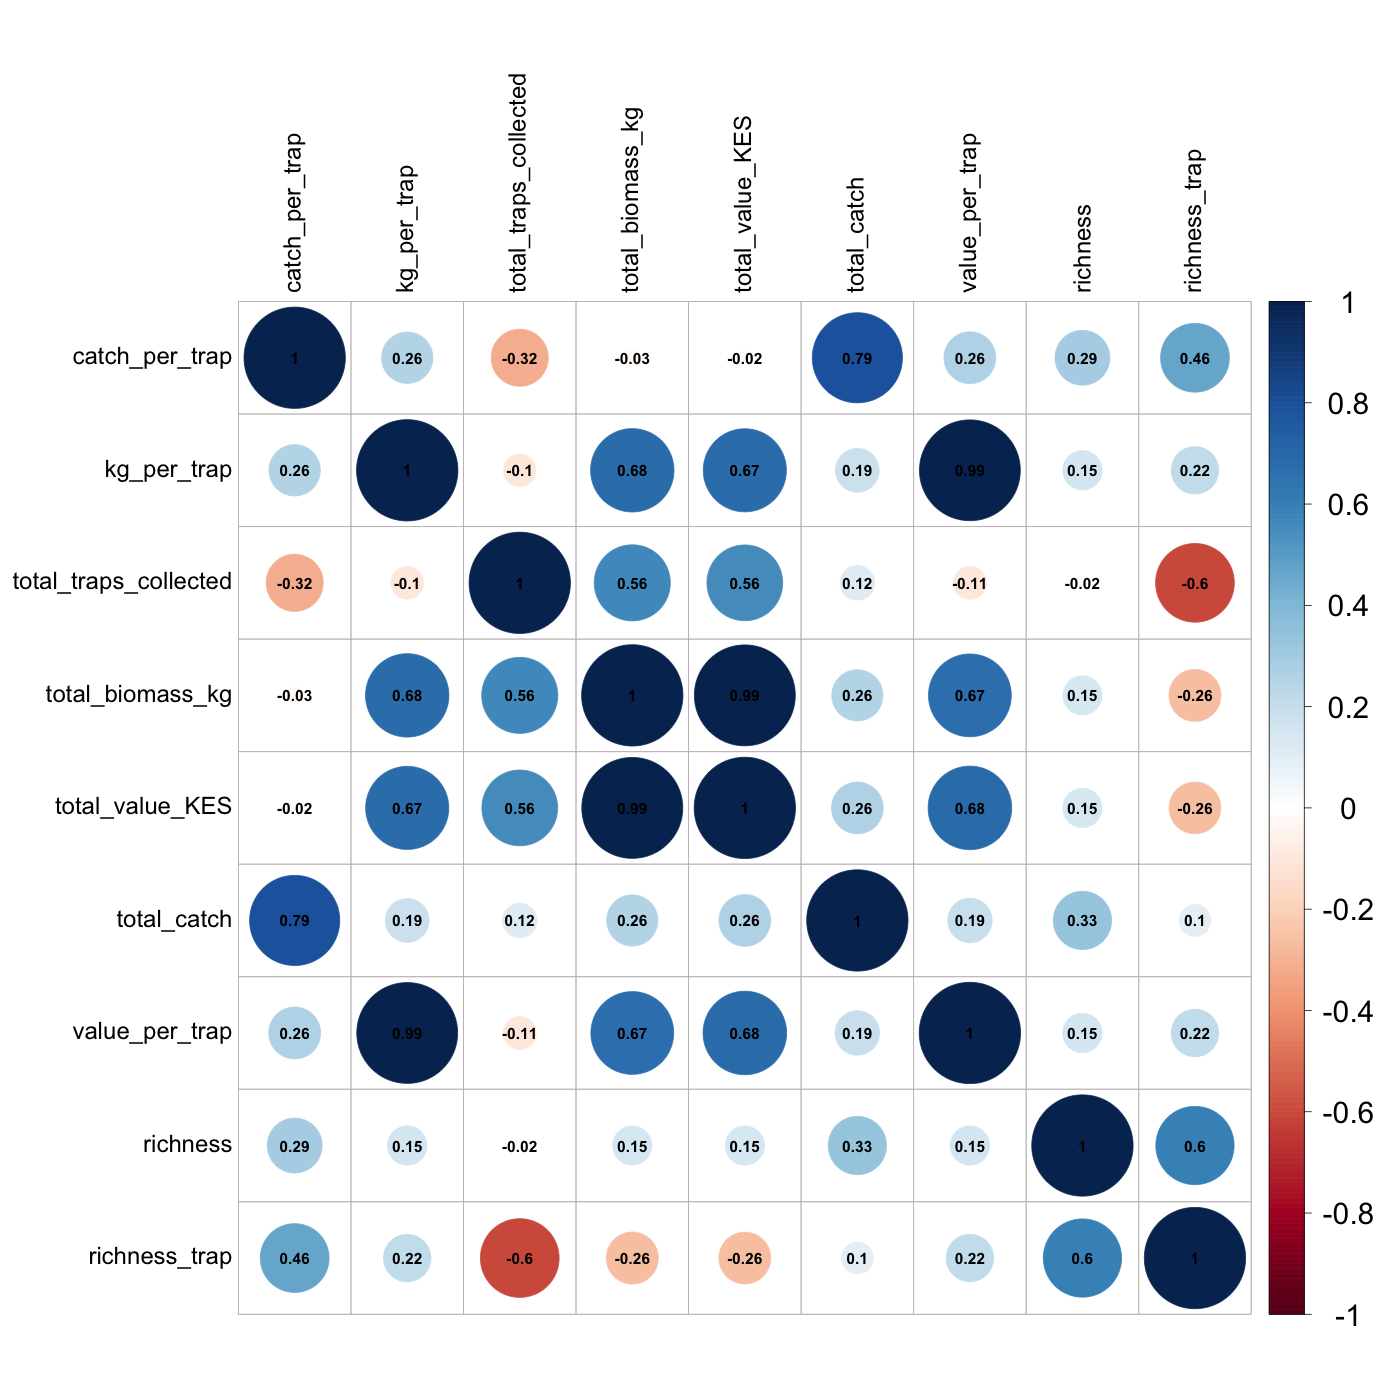 catch_per_trap kg_per_trap total_traps_collected total_biomass_kg total_value_KES total_catch value_per_trap richness richness_trap
catch_per_trap 1 0.26 -0.32 -0.03 -0.02 0.79 0.26 0.29 0.46
kg_per_trap 0.26 1 -0.1 0.68 0.67 0.19 0.99 0.15 0.22
total_traps_collected -0.32 -0.1 1 0.56 0.56 0.12 -0.11 -0.02 -0.6
total_biomass_kg -0.03 0.68 0.56 1 0.99 0.26 0.67 0.15 -0.26
total_value_KES -0.02 0.67 0.56 0.99 1 0.26 0.68 0.15 -0.26
total_catch 0.79 0.19 0.12 0.26 0.26 1 0.19 0.33 0.1
value_per_trap 0.26 0.99 -0.11 0.67 0.68 0.19 1 0.15 0.22
richness 0.29 0.15 -0.02 0.15 0.15 0.33 0.15 1 0.6
richness_trap 0.46 0.22 -0.6 -0.26 -0.26 0.1 0.22 0.6 1
1
0.8
0.6
0.4
0.2
0
-0.2
-0.4
-0.6
-0.8
-1